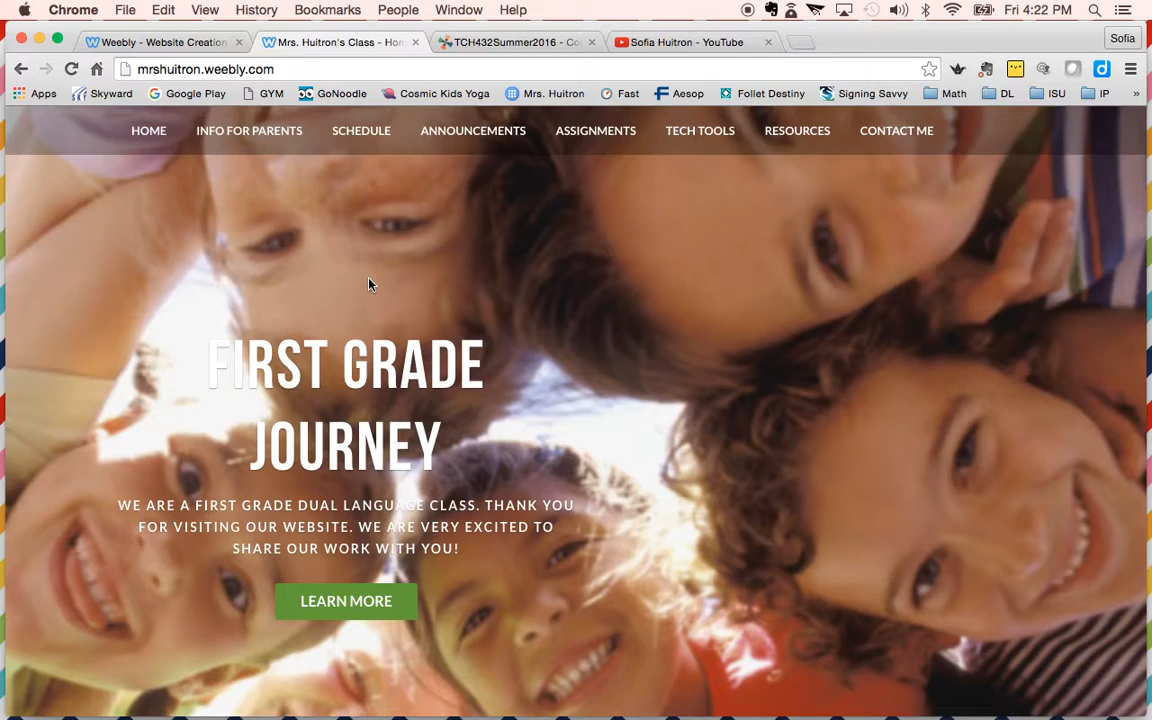 Chrome File Edit View History Bookmarks People Window Help Fri 4:22 PM
Weebly - Website Creation Mrs. Huitron's Class - Hom TCH432Summer2016 - Co Sofia Huitron - YouTube Sofia
mrshuitron.weebly.com
Apps Skyward Google Play GYM GoNoodle Cosmic Kids Yoga Mrs. Huitron Fast Aesop Follet Destiny Signing Savvy Math DL ISU IP »
HOME INFO FOR PARENTS SCHEDULE ANNOUNCEMENTS ASSIGNMENTS TECH TOOLS RESOURCES CONTACT ME
FIRST GRADE
JOURNEY
WE ARE A FIRST GRADE DUAL LANGUAGE CLASS. THANK YOU
FOR VISITING OUR WEBSITE. WE ARE VERY EXCITED TO
SHARE OUR WORK WITH YOU!
LEARN MORE